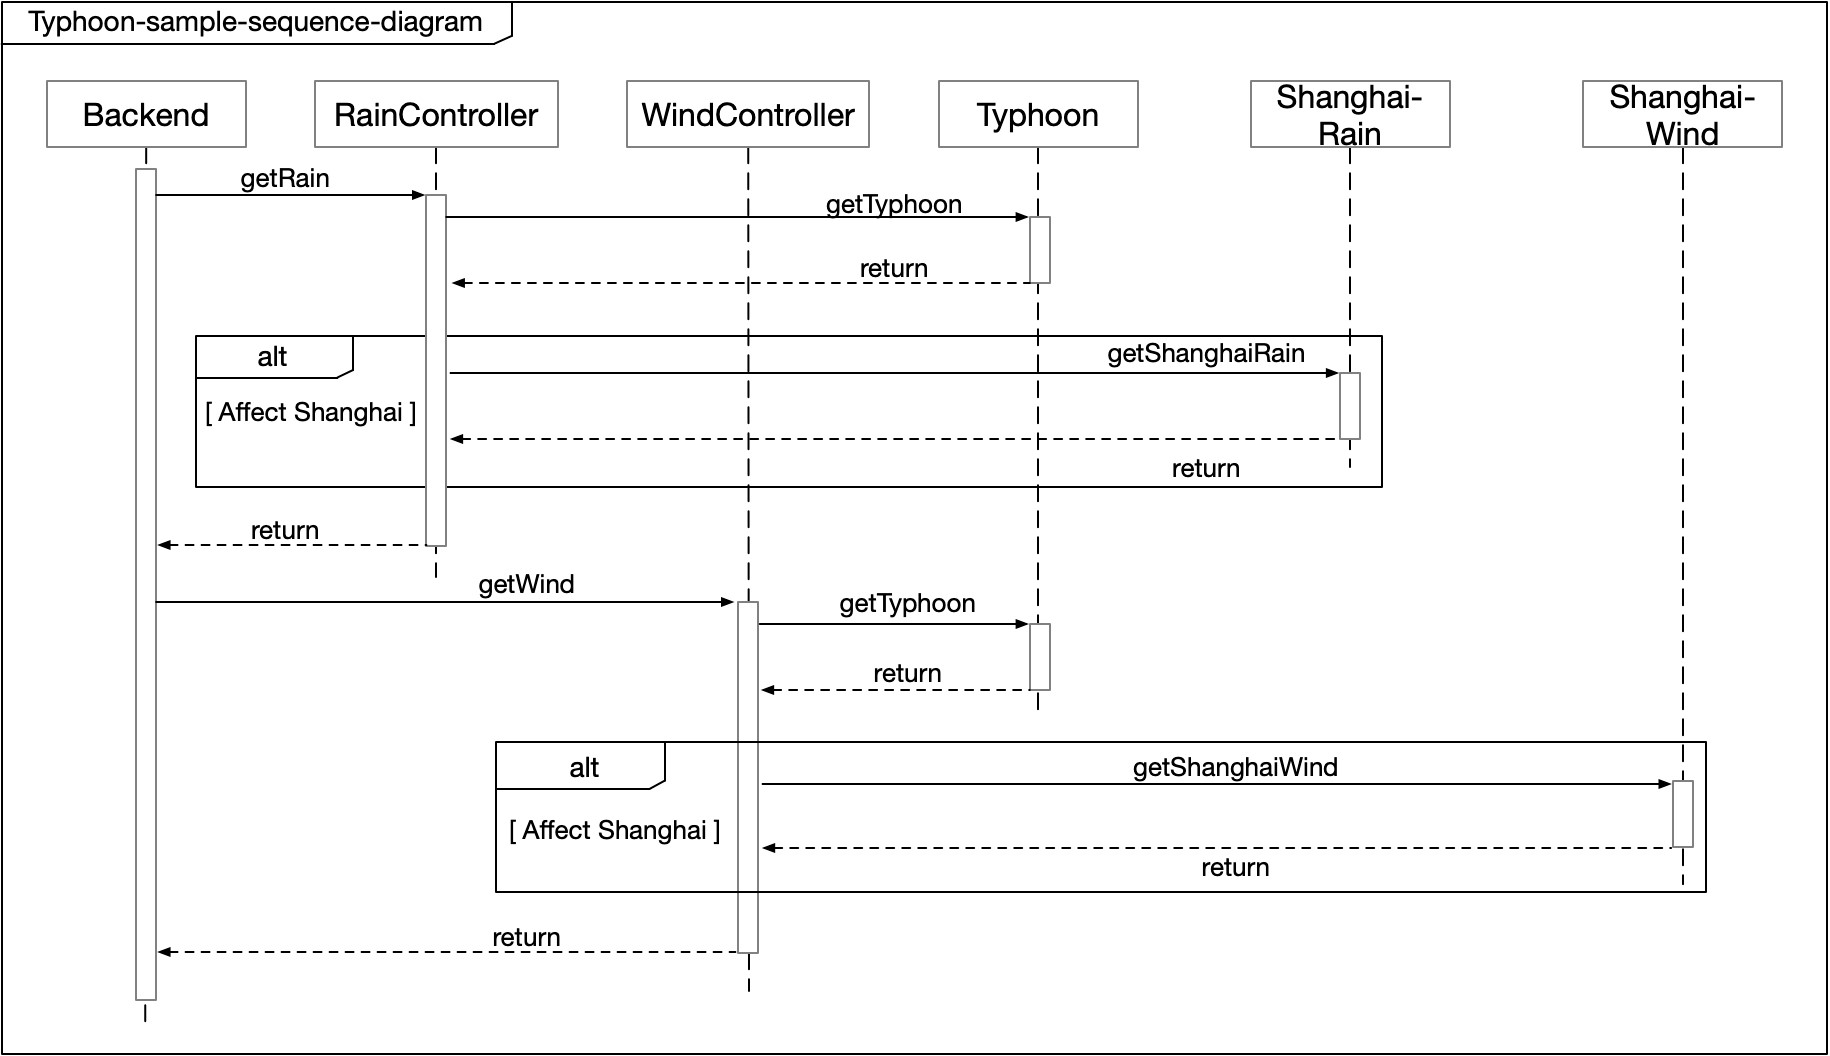 Typhoon-sample-sequence-diagram
Backend
RainController
WindController
Typhoon
Shanghai-
Rain
Shanghai-
Wind
getRain
getTyphoon
return
alt
getShanghaiRain
[ Affect Shanghai ]
return
return
getWind
getTyphoon
return
alt
getShanghaiWind
[ Affect Shanghai ]
return
return